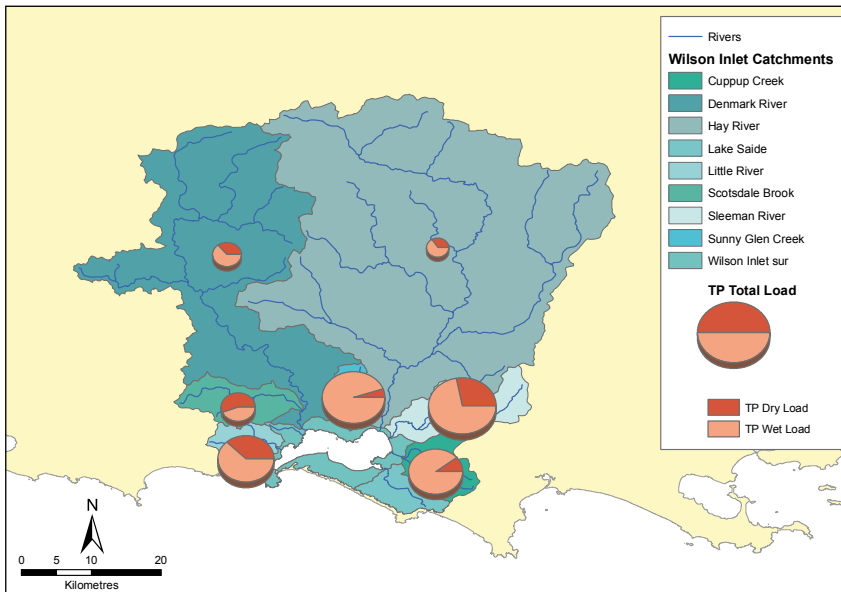 Rivers
Wilson Inlet Catchments
Cuppup Creek
Denmark River
Hay River
Lake Saide
Little River
Scotsdale Brook
Sleeman River
Sunny Glen Creek
Wilson Inlet sur
TP Total Load
TP Dry Load
TP Wet Load
N
0 5 10 20
Kilometres